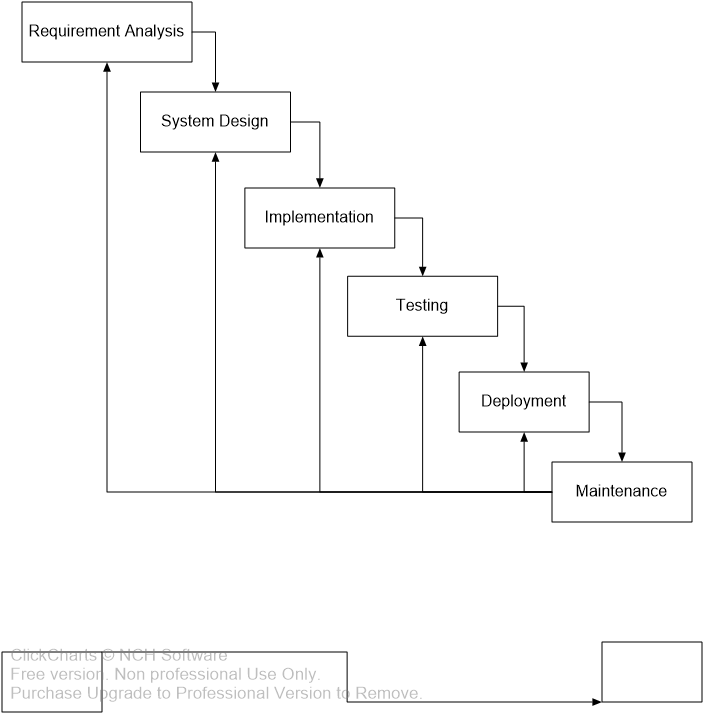 Requirement Analysis
System Design
Implementation
Testing
Deployment
Maintenance
ClickCharts © NCH Software
Free version. Non professional Use Only.
Purchase Upgrade to Professional Version to Remove.